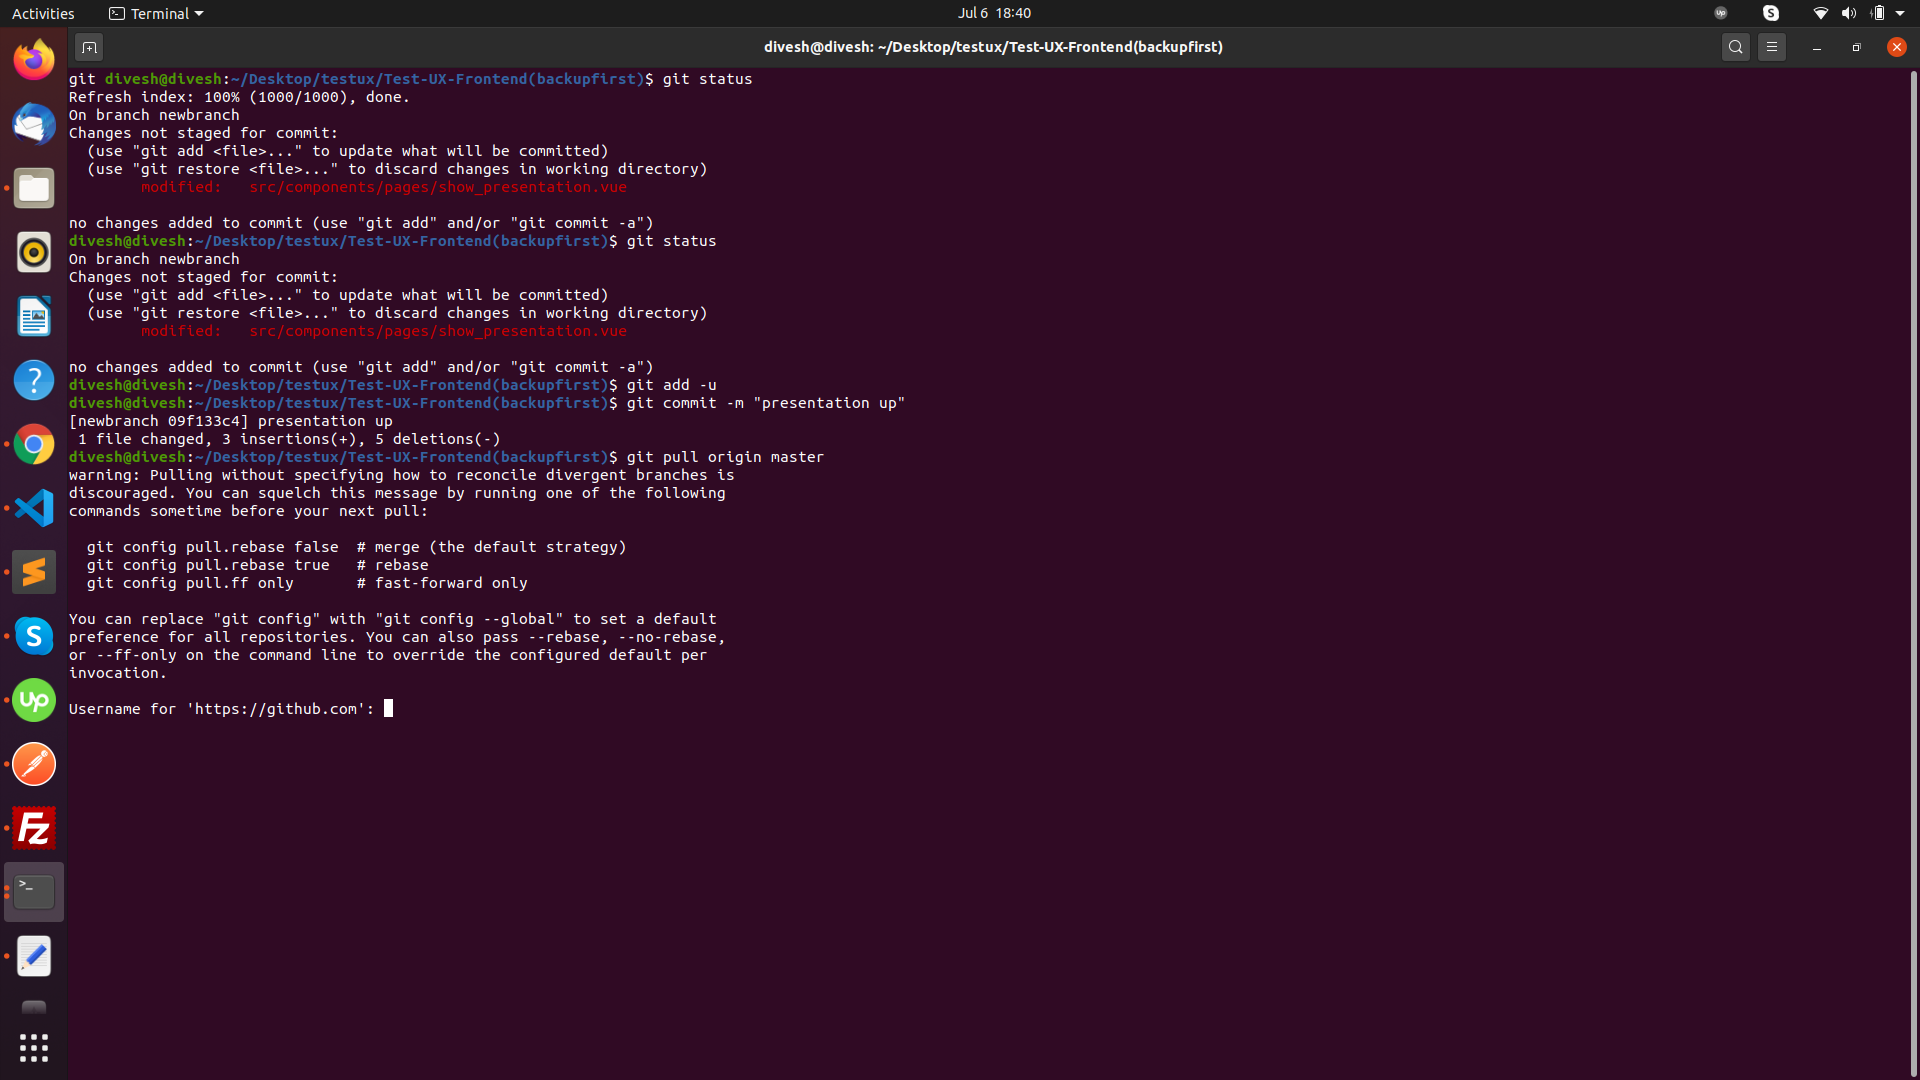 Activities
Terminal
Jul 6 18:40
divesh@divesh: ~/Desktop/testux/Test-UX-Frontend(backupfirst)
git divesh@divesh:~/Desktop/testux/Test-UX-Frontend(backupfirst)$ git status
Refresh index: 100% (1000/1000), done.
On branch newbranch
Changes not staged for commit:
  (use "git add <file>..." to update what will be committed)
  (use "git restore <file>..." to discard changes in working directory)
        modified:   src/components/pages/show_presentation.vue
no changes added to commit (use "git add" and/or "git commit -a")
divesh@divesh:~/Desktop/testux/Test-UX-Frontend(backupfirst)$ git status
On branch newbranch
Changes not staged for commit:
  (use "git add <file>..." to update what will be committed)
  (use "git restore <file>..." to discard changes in working directory)
        modified:   src/components/pages/show_presentation.vue
no changes added to commit (use "git add" and/or "git commit -a")
divesh@divesh:~/Desktop/testux/Test-UX-Frontend(backupfirst)$ git add -u
divesh@divesh:~/Desktop/testux/Test-UX-Frontend(backupfirst)$ git commit -m "presentation up"
[newbranch 09f133c4] presentation up
 1 file changed, 3 insertions(+), 5 deletions(-)
divesh@divesh:~/Desktop/testux/Test-UX-Frontend(backupfirst)$ git pull origin master
warning: Pulling without specifying how to reconcile divergent branches is
discouraged. You can squelch this message by running one of the following
commands sometime before your next pull:
  git config pull.rebase false  # merge (the default strategy)
  git config pull.rebase true   # rebase
  git config pull.ff only       # fast-forward only
You can replace "git config" with "git config --global" to set a default
preference for all repositories. You can also pass --rebase, --no-rebase,
or --ff-only on the command line to override the configured default per
invocation.
Username for 'https://github.com':